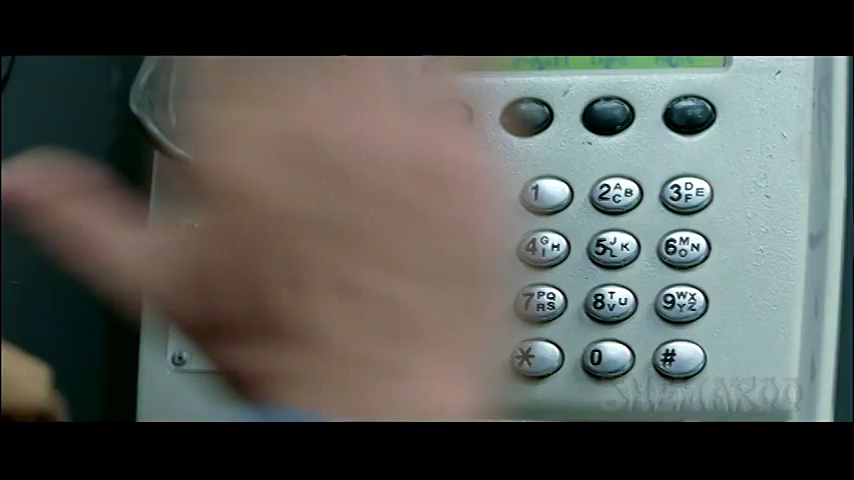 1 2ABC 3DEF
4GHI 5JKL 6MNO
7PQRS 8TUV 9WXYZ
* 0 #
SHEMAROO